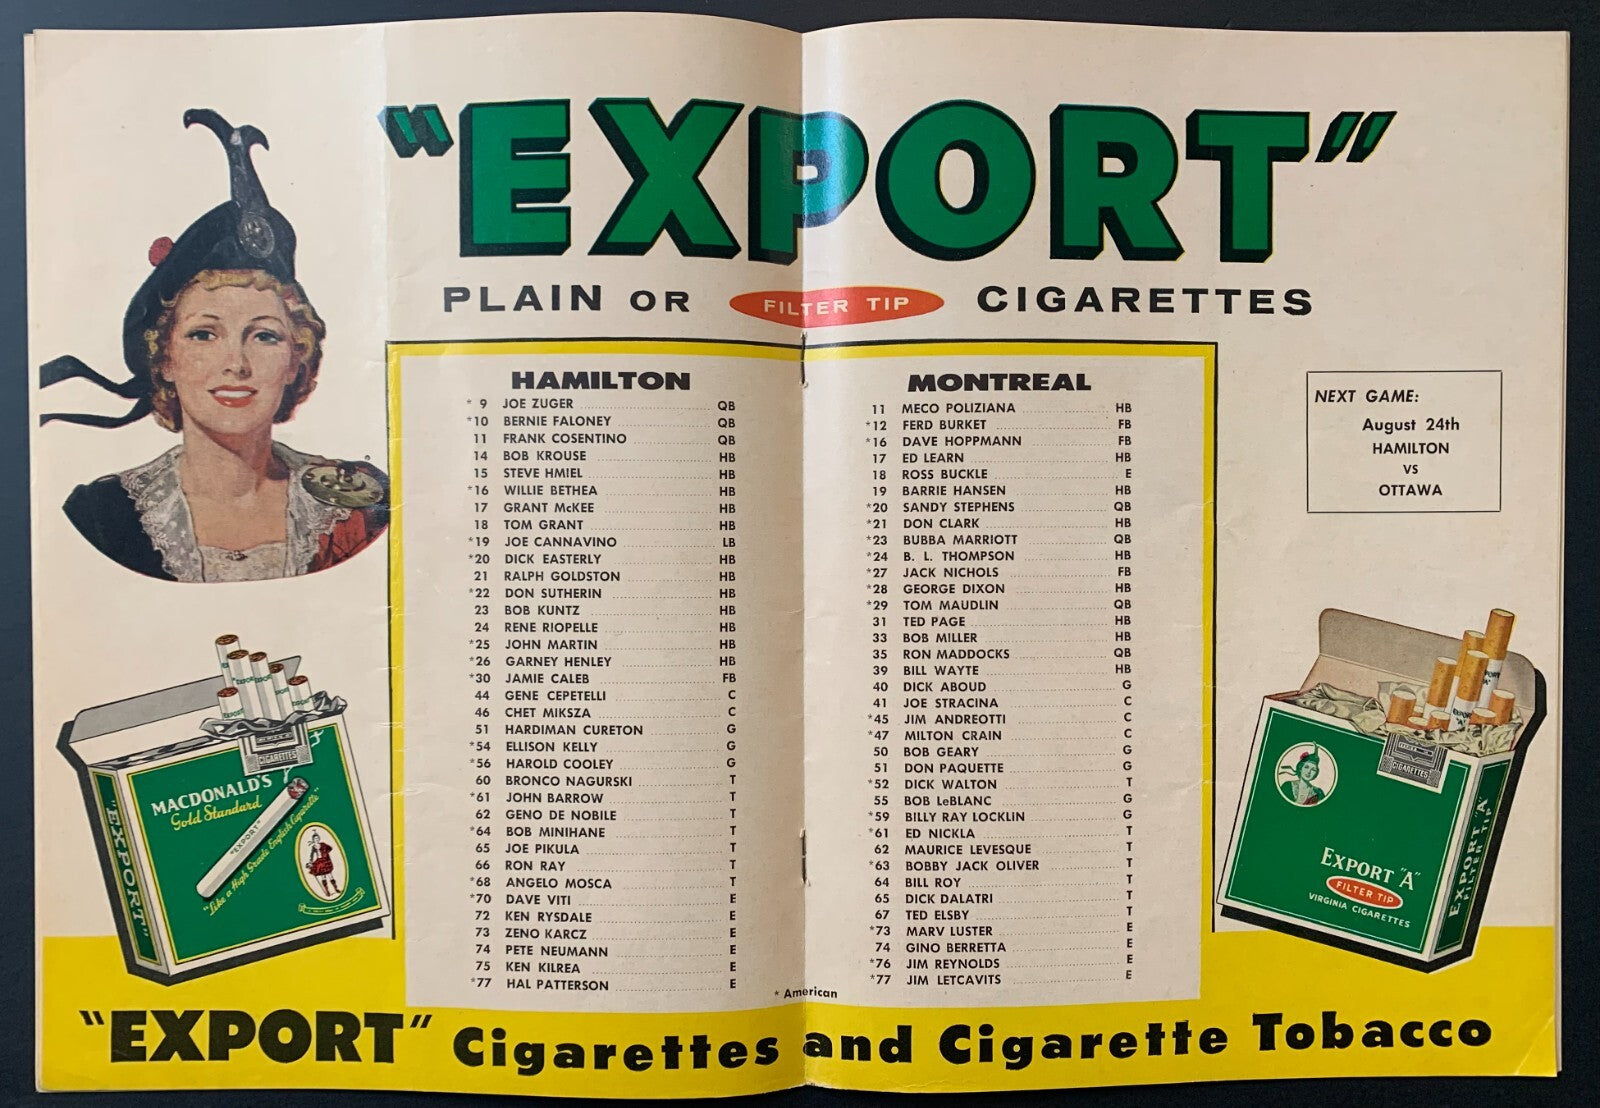 "EXPORT"
PLAIN OR FILTER TIP CIGARETTES
HAMILTON
* 9 JOE ZUGER QB
*10 BERNIE FALONEY QB
11 FRANK COSENTINO QB
14 BOB KROUSE HB
15 STEVE HMIEL HB
*16 WILLIE BETHEA HB
17 GRANT McKEE HB
18 TOM GRANT HB
*19 JOE CANNAVINO LB
*20 DICK EASTERLY HB
21 RALPH GOLDSTON HB
*22 DON SUTHERIN HB
23 BOB KUNTZ HB
24 RENE RIOPELLE HB
*25 JOHN MARTIN HB
*26 GARNEY HENLEY HB
*30 JAMIE CALEB FB
44 GENE CEPETELLI C
46 CHET MIKSZA C
51 HARDIMAN CURETON G
*54 ELLISON KELLY G
*56 HAROLD COOLEY G
60 BRONCO NAGURSKI T
*61 JOHN BARROW T
62 GENO DE NOBILE T
*64 BOB MINIHANE T
65 JOE PIKULA T
66 RON RAY T
*68 ANGELO MOSCA T
*70 DAVE VITI E
72 KEN RYSDALE E
73 ZENO KARCZ E
74 PETE NEUMANN E
75 KEN KILREA E
*77 HAL PATTERSON E
MONTREAL
11 MECO POLIZIANA HB
*12 FERD BURKET FB
*16 DAVE HOPPMANN FB
17 ED LEARN HB
18 ROSS BUCKLE E
19 BARRIE HANSEN HB
*20 SANDY STEPHENS QB
*21 DON CLARK HB
*23 BUBBA MARRIOTT QB
*24 B. L. THOMPSON HB
*27 JACK NICHOLS FB
*28 GEORGE DIXON HB
*29 TOM MAUDLIN QB
31 TED PAGE HB
33 BOB MILLER HB
35 RON MADDOCKS QB
39 BILL WAYTE HB
40 DICK ABOUD G
41 JOE STRACINA C
*45 JIM ANDREOTTI C
*47 MILTON CRAIN C
50 BOB GEARY G
51 DON PAQUETTE G
*52 DICK WALTON T
55 BOB LeBLANC G
*59 BILLY RAY LOCKLIN G
*61 ED NICKLA T
62 MAURICE LEVESQUE T
*63 BOBBY JACK OLIVER T
64 BILL ROY T
65 DICK DALATRI T
67 TED ELSBY T
*73 MARV LUSTER E
74 GINO BERRETTA E
*76 JIM REYNOLDS E
*77 JIM LETCAVITS E
* American
NEXT GAME:
August 24th
HAMILTON
VS
OTTAWA
CIGARETTES
MACDONALD'S
Gold Standard
"EXPORT"
"Like a High Grade English Cigarette"
"EXPORT"
CIGARETTES
EXPORT "A"
FILTER TIP
VIRGINIA CIGARETTES
EXPORT "A"
FILTER TIP
"EXPORT" Cigarettes and Cigarette Tobacco